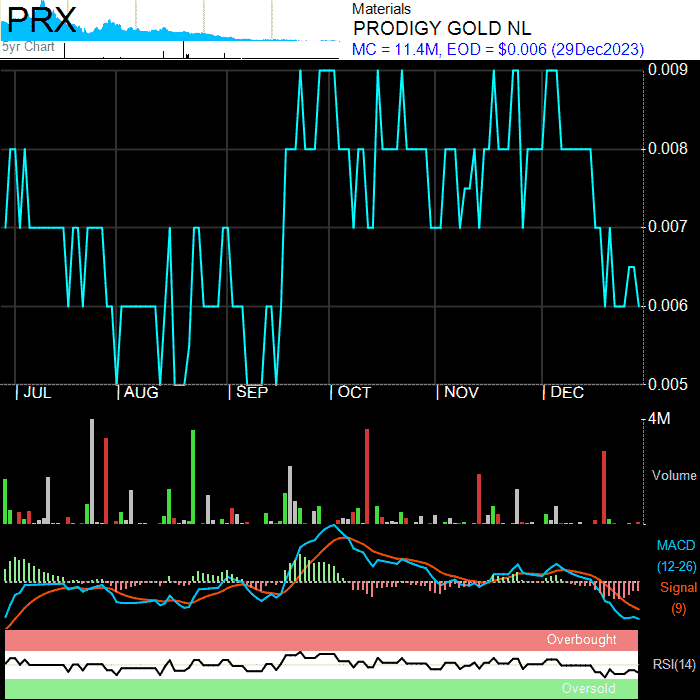 PRX
5yr Chart
Materials
PRODIGY GOLD NL
MC = 11.4M, EOD = $0.006 (29Dec2023)
0.009
0.008
0.007
0.006
0.005
JUL AUG SEP OCT NOV DEC
4M
Volume
MACD
(12-26)
Signal
(9)
Overbought
RSI(14)
Oversold